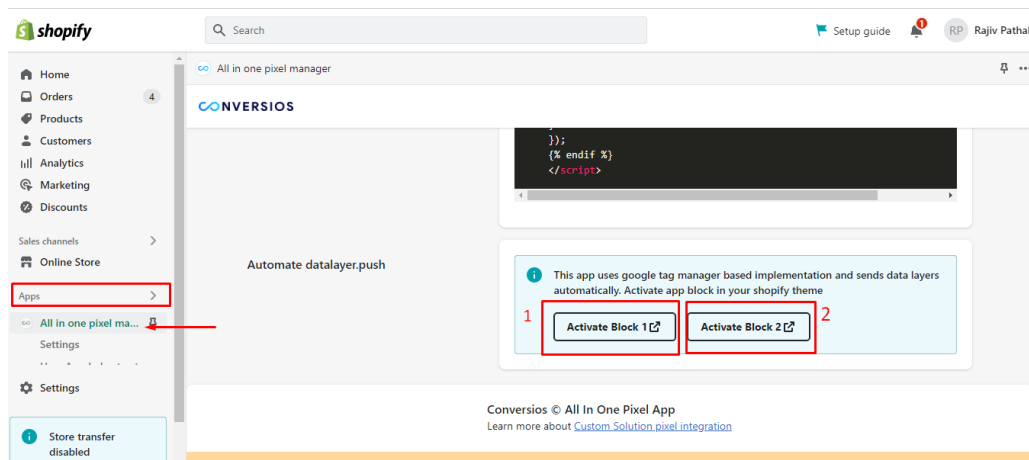 shopify
Search
1
Setup guide
RP
Rajiv Patha
Home
Orders 4
Products
Customers
Analytics
Marketing
Discounts
Sales channels
Online Store
Apps
All in one pixel ma...
Settings
Settings
Store transfer
disabled
All in one pixel manager
CONVERSIOS
});
{% endif %}
</script>
Automate datalayer.push
This app uses google tag manager based implementation and sends data layers
automatically. Activate app block in your shopify theme
1 Activate Block 1 Activate Block 2 2
Conversios © All In One Pixel App
Learn more about Custom Solution pixel integration